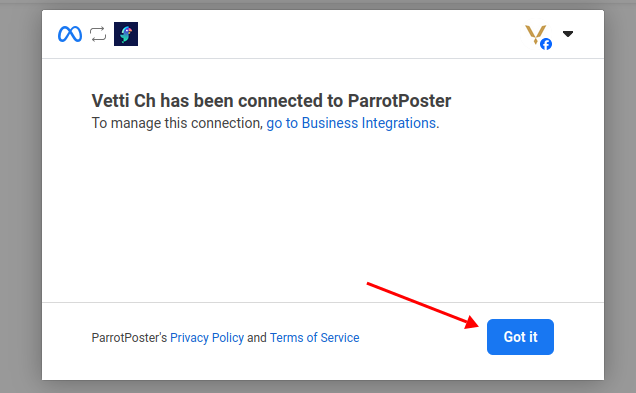 Vetti Ch has been connected to ParrotPoster
To manage this connection, go to Business Integrations.
ParrotPoster's Privacy Policy and Terms of Service
Got it